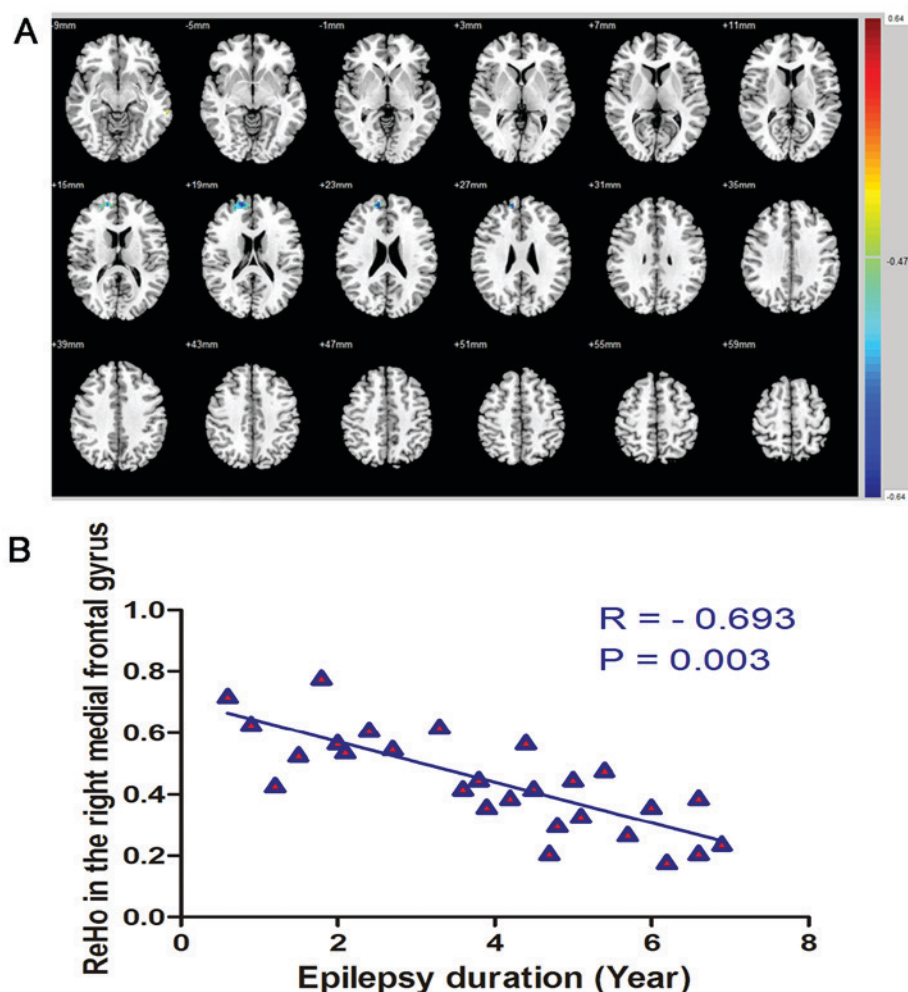 A
-9mm
-5mm
-1mm
+3mm
+7mm
+11mm
0.64
+15mm
+19mm
+23mm
+27mm
+31mm
+35mm
-0.47
+39mm
+43mm
+47mm
+51mm
+55mm
+59mm
-0.64
B
ReHo in the right medial frontal gyrus
1.0
0.8
0.6
0.4
0.2
0.0
R = - 0.693
P = 0.003
0 2 4 6 8
Epilepsy duration (Year)